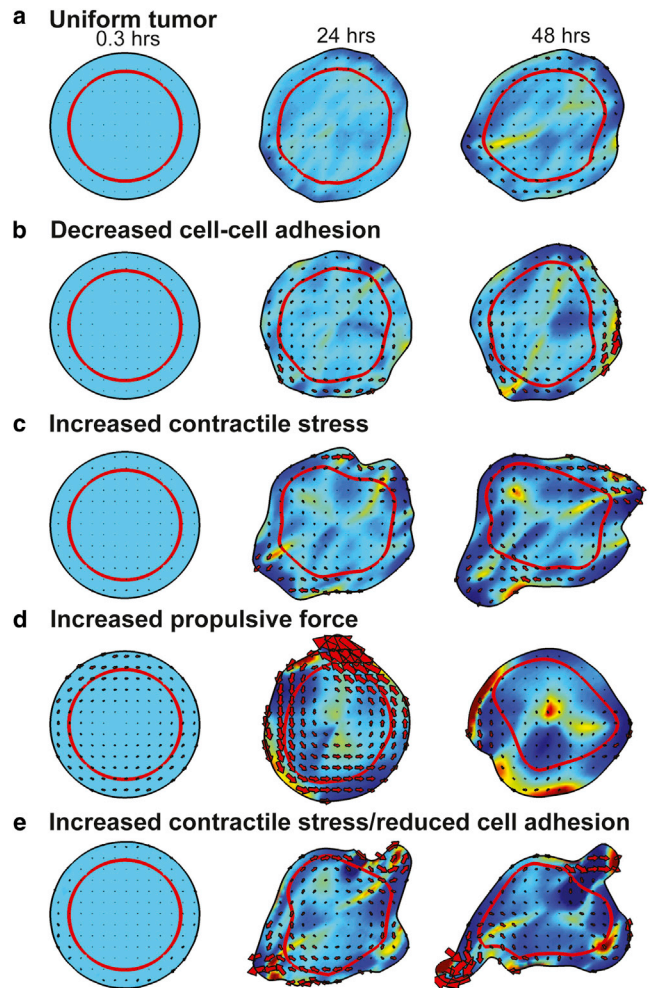 a Uniform tumor
0.3 hrs 24 hrs 48 hrs
b Decreased cell-cell adhesion
c Increased contractile stress
d Increased propulsive force
e Increased contractile stress/reduced cell adhesion